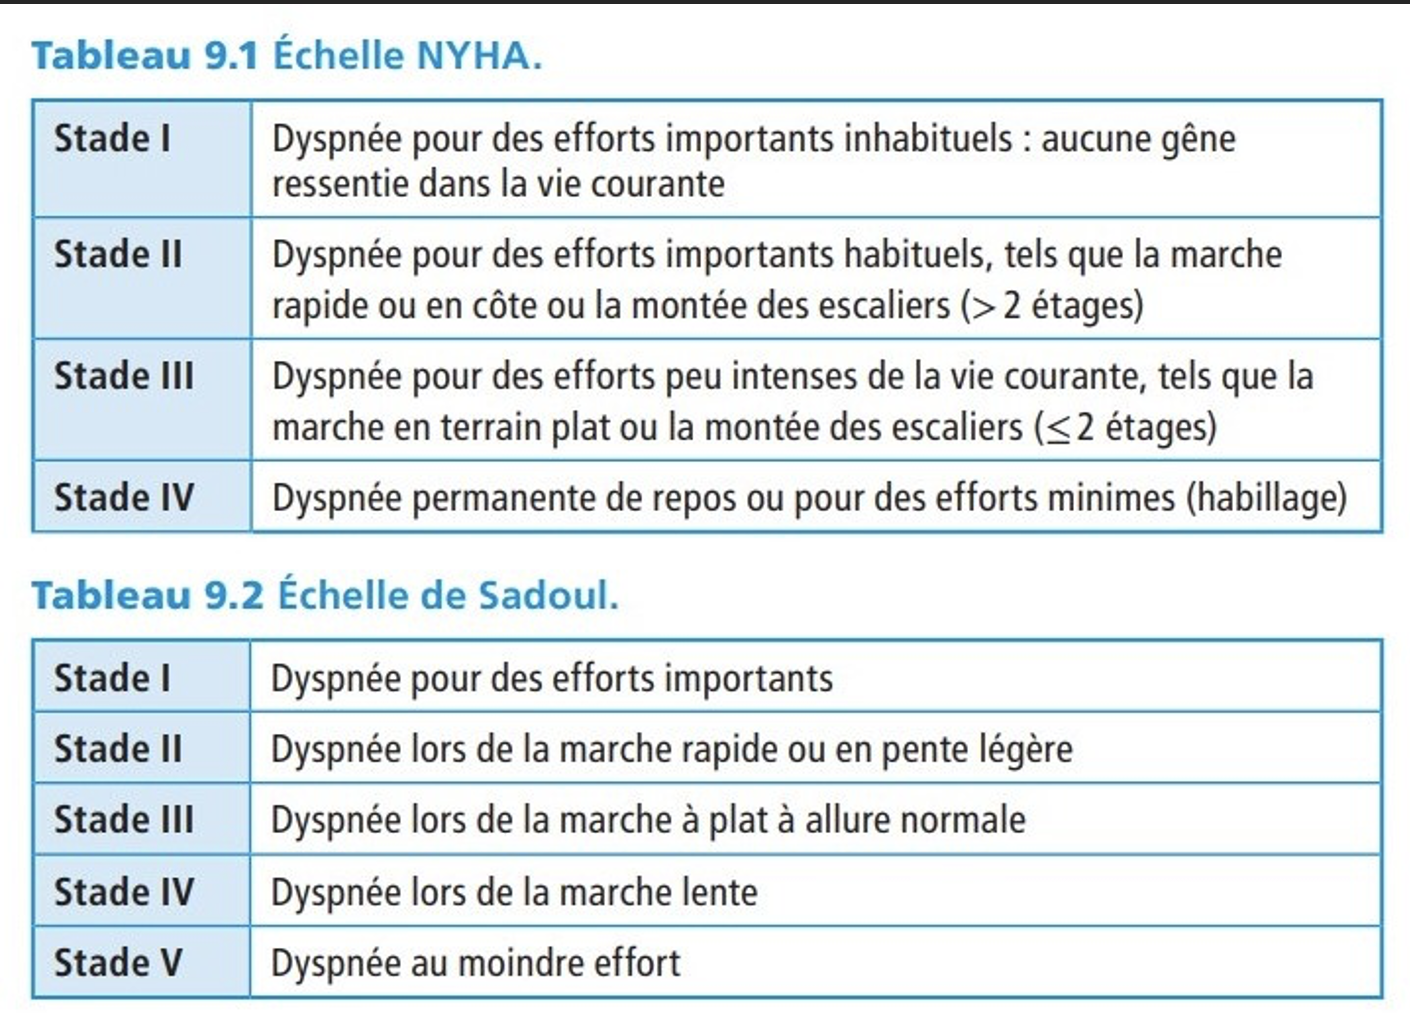 Tableau 9.1 Échelle NYHA.
Stade I
Dyspnée pour des efforts importants inhabituels : aucune gêne
ressentie dans la vie courante
Stade II
Dyspnée pour des efforts importants habituels, tels que la marche
rapide ou en côte ou la montée des escaliers (> 2 étages)
Stade III
Dyspnée pour des efforts peu intenses de la vie courante, tels que la
marche en terrain plat ou la montée des escaliers (≤ 2 étages)
Stade IV
Dyspnée permanente de repos ou pour des efforts minimes (habillage)
Tableau 9.2 Échelle de Sadoul.
Stade I
Dyspnée pour des efforts importants
Stade II
Dyspnée lors de la marche rapide ou en pente légère
Stade III
Dyspnée lors de la marche à plat à allure normale
Stade IV
Dyspnée lors de la marche lente
Stade V
Dyspnée au moindre effort